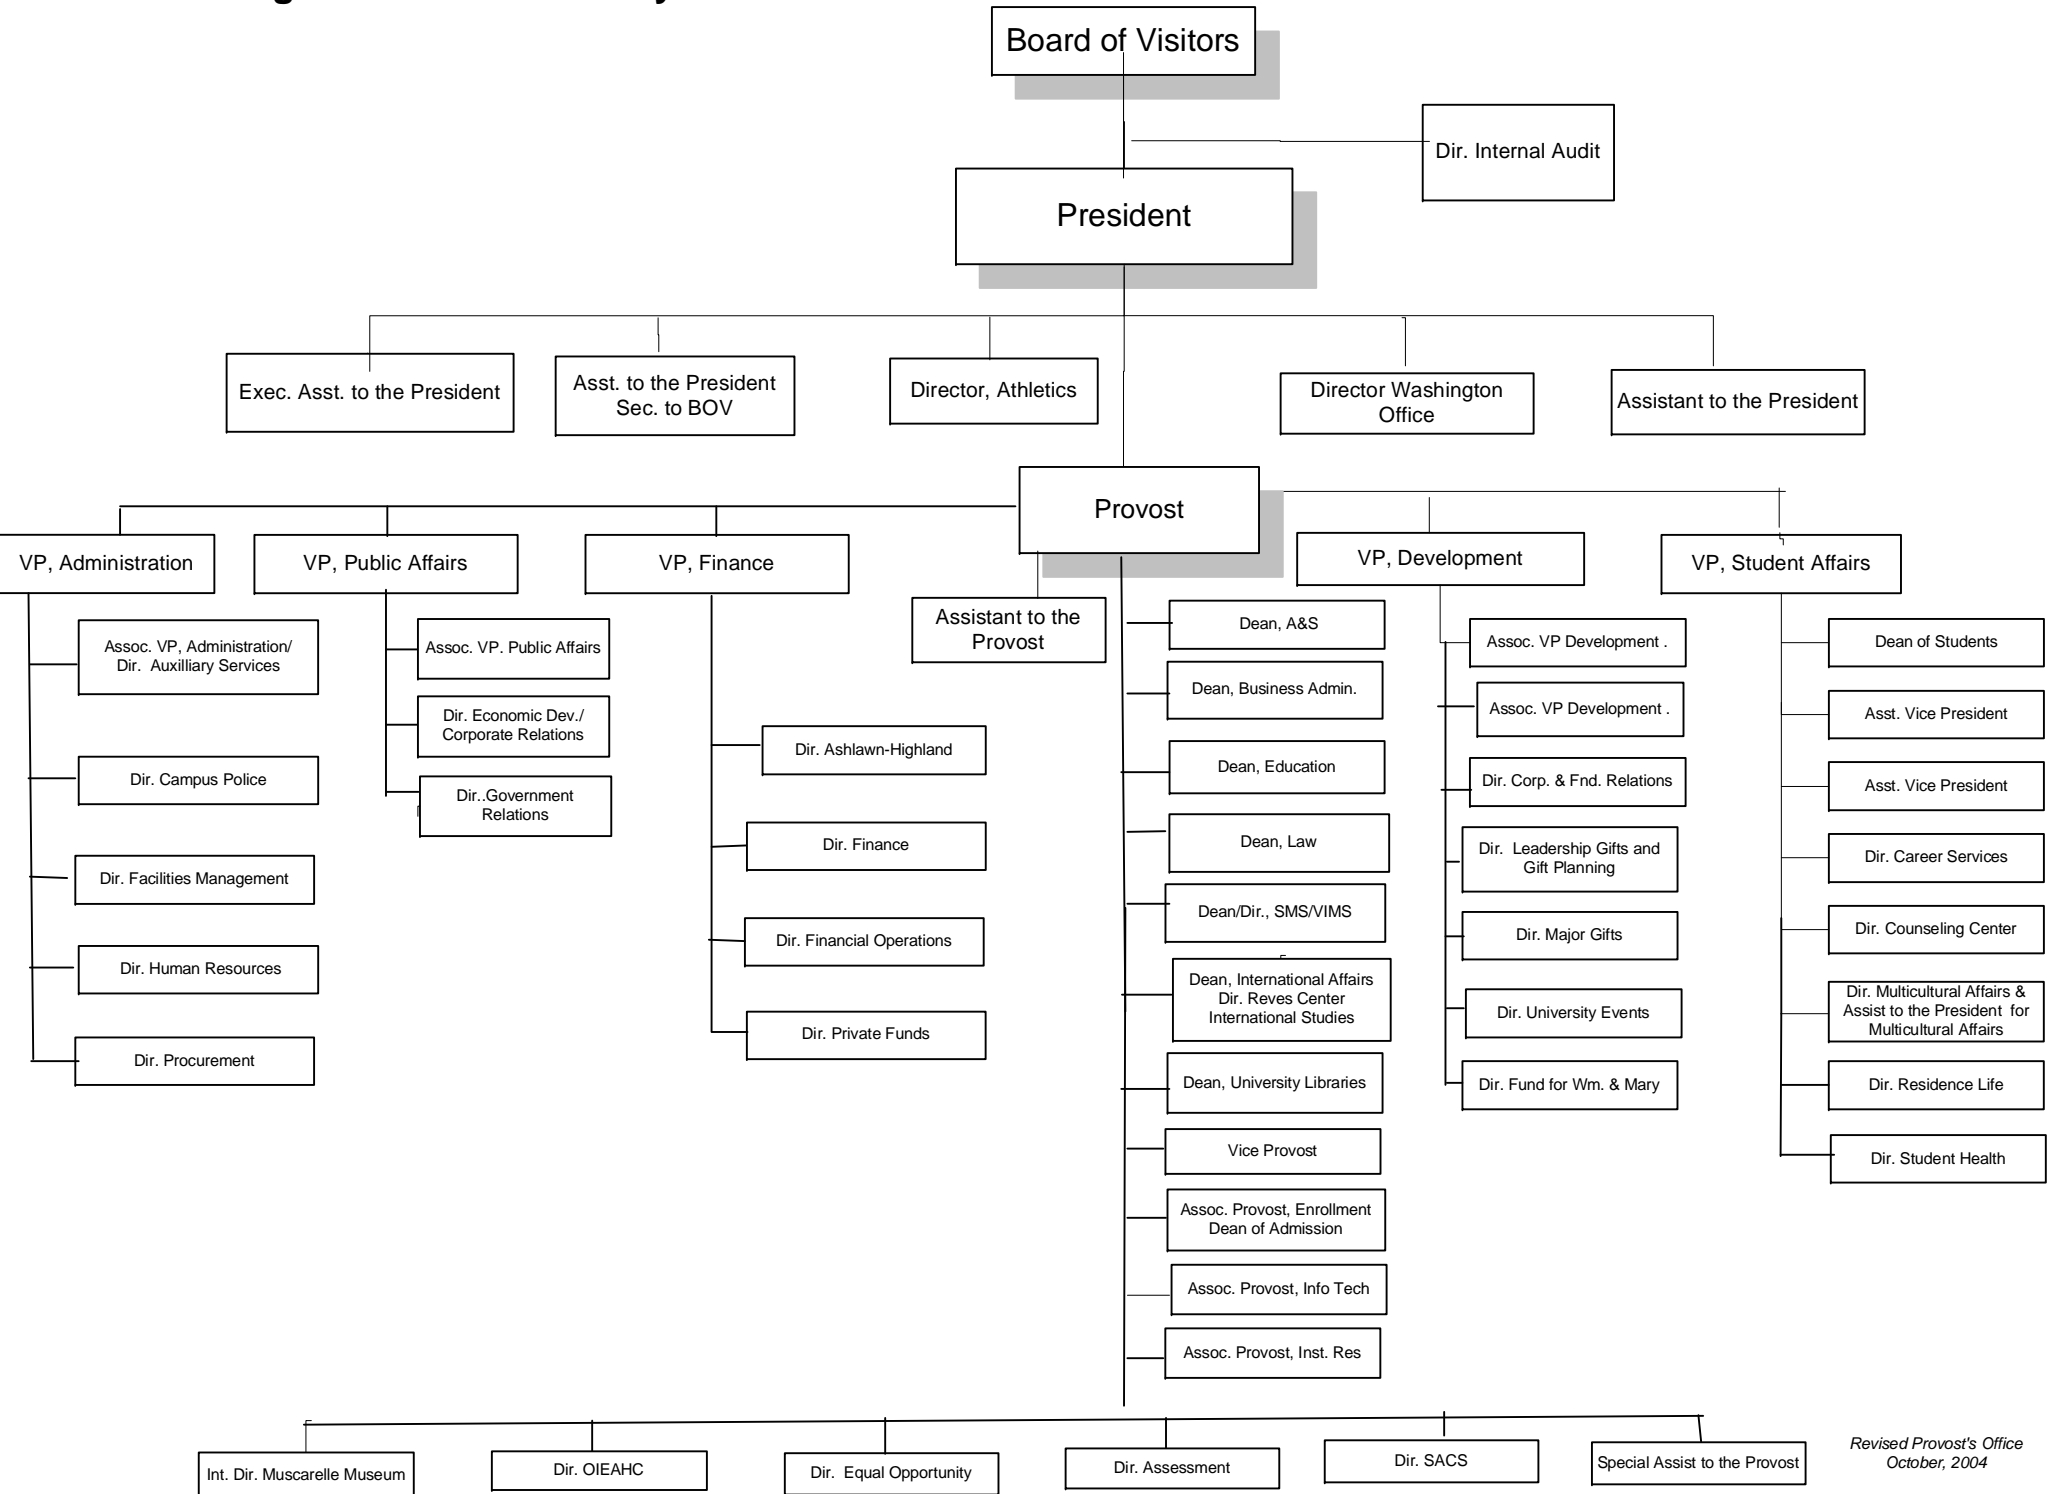 Board of Visitors
Dir. Internal Audit
President
Exec. Asst. to the President
Asst. to the President
Sec. to BOV
Director, Athletics
Director Washington
Office
Assistant to the President
Provost
VP, Administration
VP, Public Affairs
VP, Finance
VP, Development
VP, Student Affairs
Assistant to the
Provost
Assoc. VP, Administration/
Dir.  Auxilliary Services
Dir. Campus Police
Dir. Facilities Management
Dir. Human Resources
Dir. Procurement
Assoc. VP. Public Affairs
Dir. Economic Dev./
Corporate Relations
Dir..Government
Relations
Dir. Ashlawn-Highland
Dir. Finance
Dir. Financial Operations
Dir. Private Funds
Dean, A&S
Dean, Business Admin.
Dean, Education
Dean, Law
Dean/Dir., SMS/VIMS
Dean, International Affairs
Dir. Reves Center
International Studies
Dean, University Libraries
Vice Provost
Assoc. Provost, Enrollment
Dean of Admission
Assoc. Provost, Info Tech
Assoc. Provost, Inst. Res
Assoc. VP Development .
Assoc. VP Development .
Dir. Corp. & Fnd. Relations
Dir.  Leadership Gifts and
Gift Planning
Dir. Major Gifts
Dir. University Events
Dir. Fund for Wm. & Mary
Dean of Students
Asst. Vice President
Asst. Vice President
Dir. Career Services
Dir. Counseling Center
Dir. Multicultural Affairs &
Assist to the President  for
Multicultural Affairs
Dir. Residence Life
Dir. Student Health
Int. Dir. Muscarelle Museum
Dir. OIEAHC
Dir.  Equal Opportunity
Dir. Assessment
Dir. SACS
Special Assist to the Provost
Revised Provost's Office
October, 2004